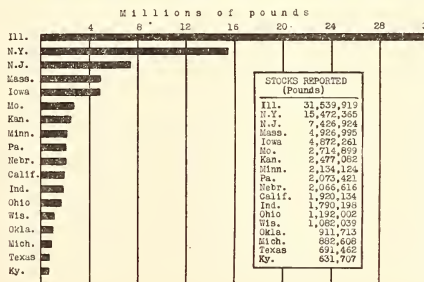 Millions of pounds
4 8 12 16 20 24 28
Ill.
N.Y.
N.J.
Mass.
Iowa
Mo.
Kan.
Minn.
Pa.
Nebr.
Calif.
Ind.
Ohio
Wis.
Okla.
Mich.
Texas
Ky.
STOCKS REPORTED
(Pounds)
Ill. 31,539,919
N.Y. 15,472,365
N.J. 7,426,924
Mass. 4,926,995
Iowa 4,872,261
Mo. 2,714,899
Kan. 2,477,082
Minn. 2,134,124
Pa. 2,073,421
Nebr. 2,066,616
Calif. 1,920,134
Ind. 1,790,198
Ohio 1,192,002
Wis. 1,082,039
Okla. 911,713
Mich. 882,608
Texas 691,462
Ky. 631,707